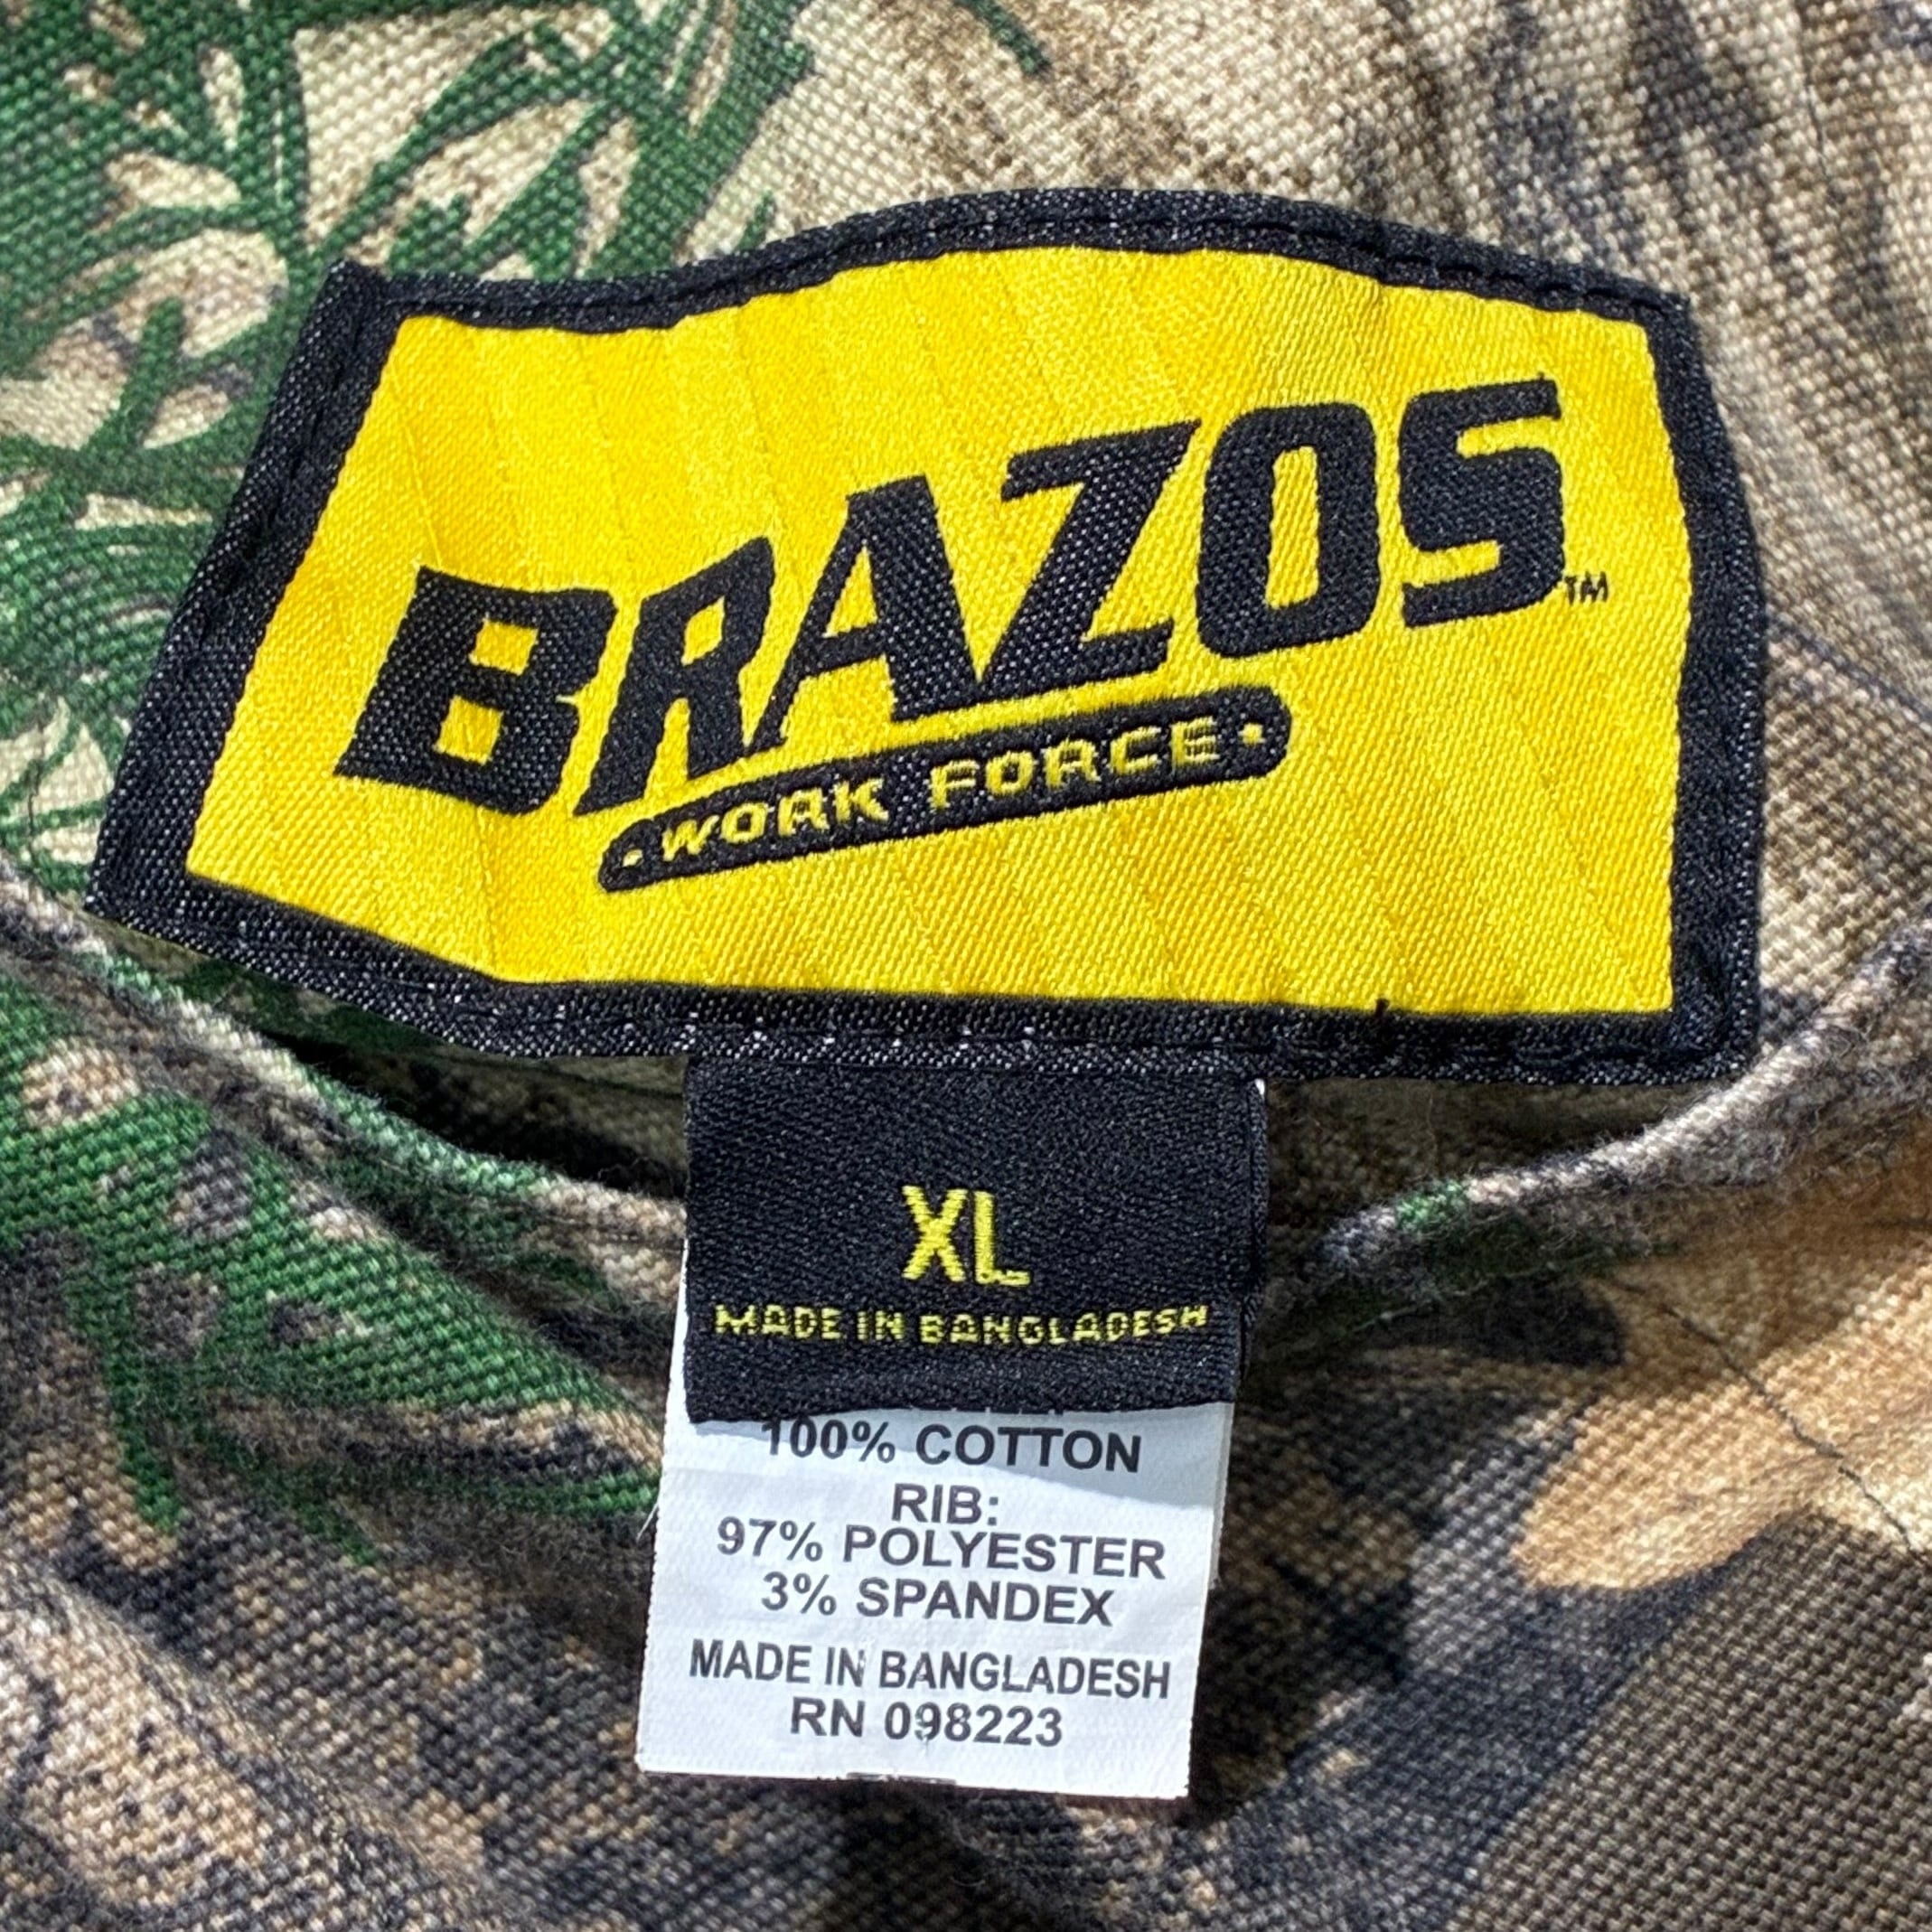 BRAZOS™
·WORK FORCE·
XL
MADE IN BANGLADESH
100% COTTON
RIB:
97% POLYESTER
3% SPANDEX
MADE IN BANGLADESH
RN 098223